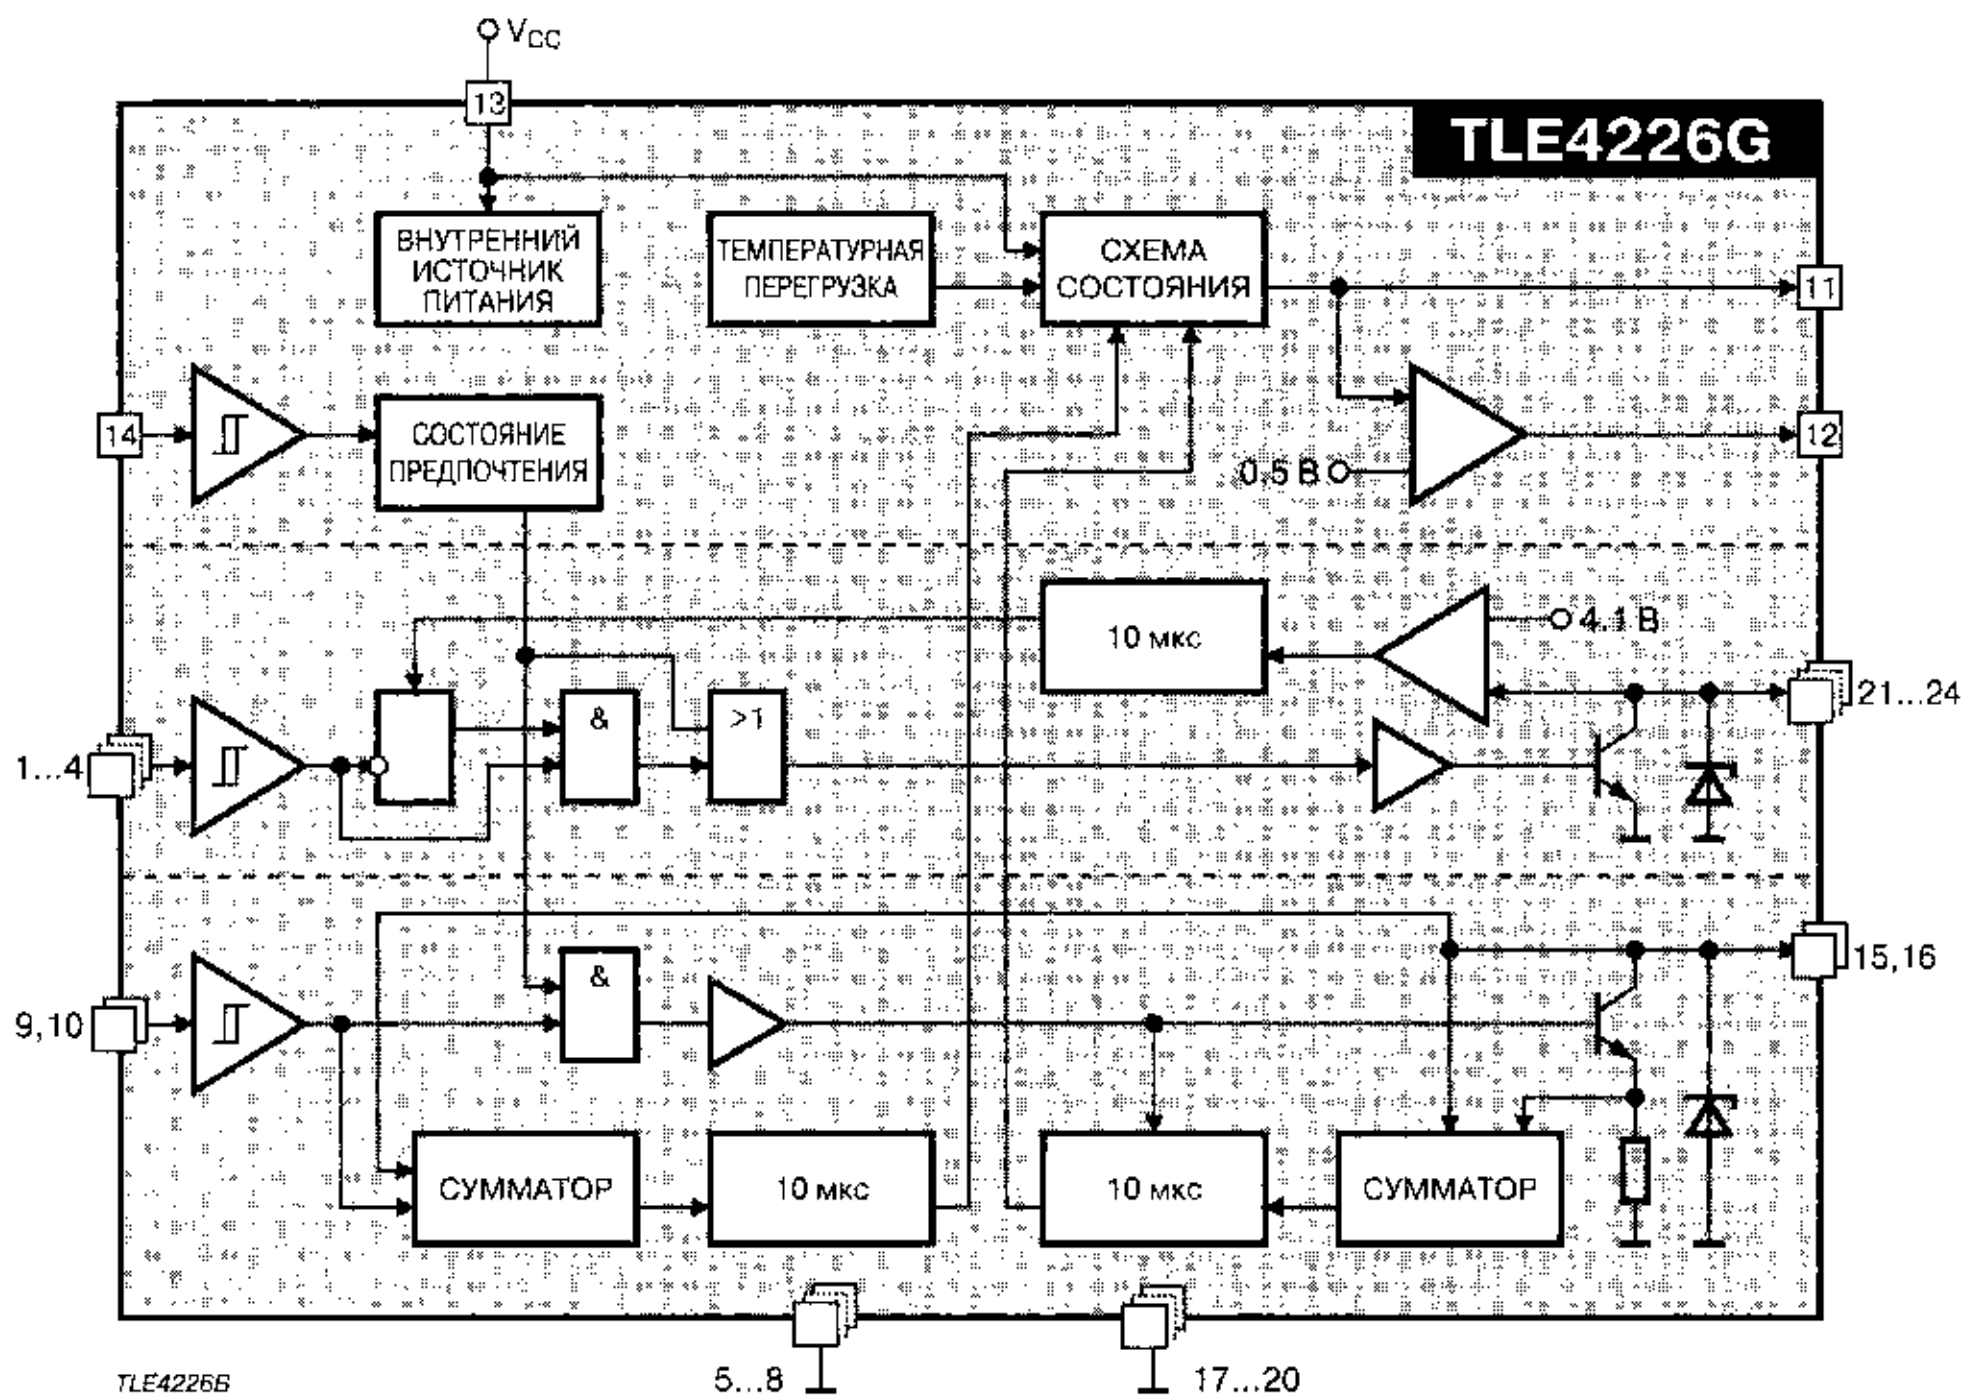 VCC
13
TLE4226G
ВНУТРЕННИЙ
ИСТОЧНИК
ПИТАНИЯ
ТЕМПЕРАТУРНАЯ
ПЕРЕГРУЗКА
СХЕМА
СОСТОЯНИЯ
11
14
СОСТОЯНИЕ
ПРЕДПОЧТЕНИЯ
12
0,5 В
10 мкс
4.1 В
21...24
&
>1
1...4
&
15,16
9,10
СУММАТОР
10 мкс
10 мкс
СУММАТОР
5...8
17...20
TLE4226B